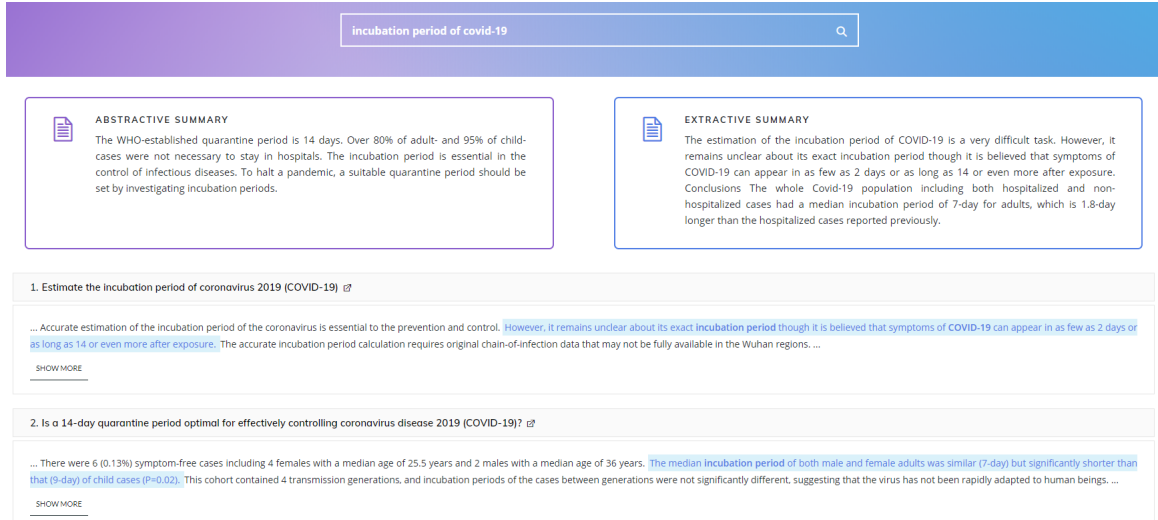 incubation period of covid-19
ABSTRACTIVE SUMMARY
The WHO-established quarantine period is 14 days. Over 80% of adult- and 95% of child-
cases were not necessary to stay in hospitals. The incubation period is essential in the
control of infectious diseases. To halt a pandemic, a suitable quarantine period should be
set by investigating incubation periods.
EXTRACTIVE SUMMARY
The estimation of the incubation period of COVID-19 is a very difficult task. However, it
remains unclear about its exact incubation period though it is believed that symptoms of
COVID-19 can appear in as few as 2 days or as long as 14 or even more after exposure.
Conclusions The whole Covid-19 population including both hospitalized and non-
hospitalized cases had a median incubation period of 7-day for adults, which is 1.8-day
longer than the hospitalized cases reported previously.
1. Estimate the incubation period of coronavirus 2019 (COVID-19)
... Accurate estimation of the incubation period of the coronavirus is essential to the prevention and control. However, it remains unclear about its exact incubation period though it is believed that symptoms of COVID-19 can appear in as few as 2 days or
as long as 14 or even more after exposure. The accurate incubation period calculation requires original chain-of-infection data that may not be fully available in the Wuhan regions. ...
SHOW MORE
2. Is a 14-day quarantine period optimal for effectively controlling coronavirus disease 2019 (COVID-19)?
... There were 6 (0.13%) symptom-free cases including 4 females with a median age of 25.5 years and 2 males with a median age of 36 years. The median incubation period of both male and female adults was similar (7-day) but significantly shorter than
that (9-day) of child cases (P=0.02). This cohort contained 4 transmission generations, and incubation periods of the cases between generations were not significantly different, suggesting that the virus has not been rapidly adapted to human beings. ...
SHOW MORE